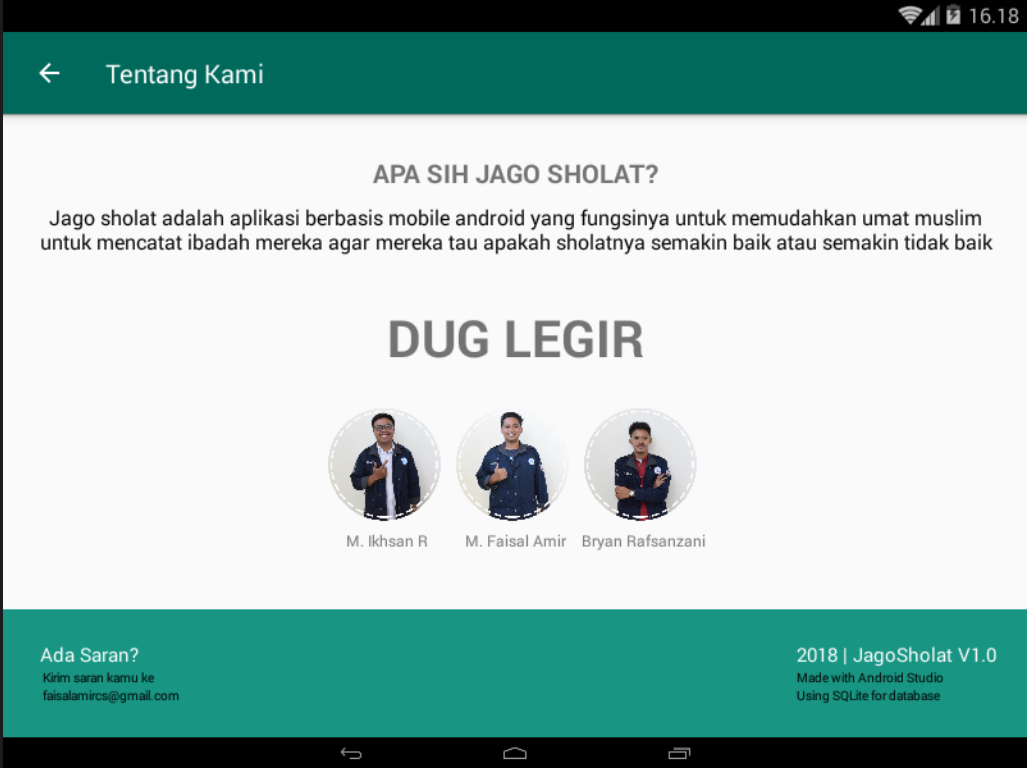 16.18
Tentang Kami
APA SIH JAGO SHOLAT?
Jago sholat adalah aplikasi berbasis mobile android yang fungsinya untuk memudahkan umat muslim
untuk mencatat ibadah mereka agar mereka tau apakah sholatnya semakin baik atau semakin tidak baik
DUG LEGIR
M. Ikhsan R
M. Faisal Amir
Bryan Rafsanzani
Ada Saran?
Kirim saran kamu ke
faisalamircs@gmail.com
2018 | JagoSholat V1.0
Made with Android Studio
Using SQLite for database